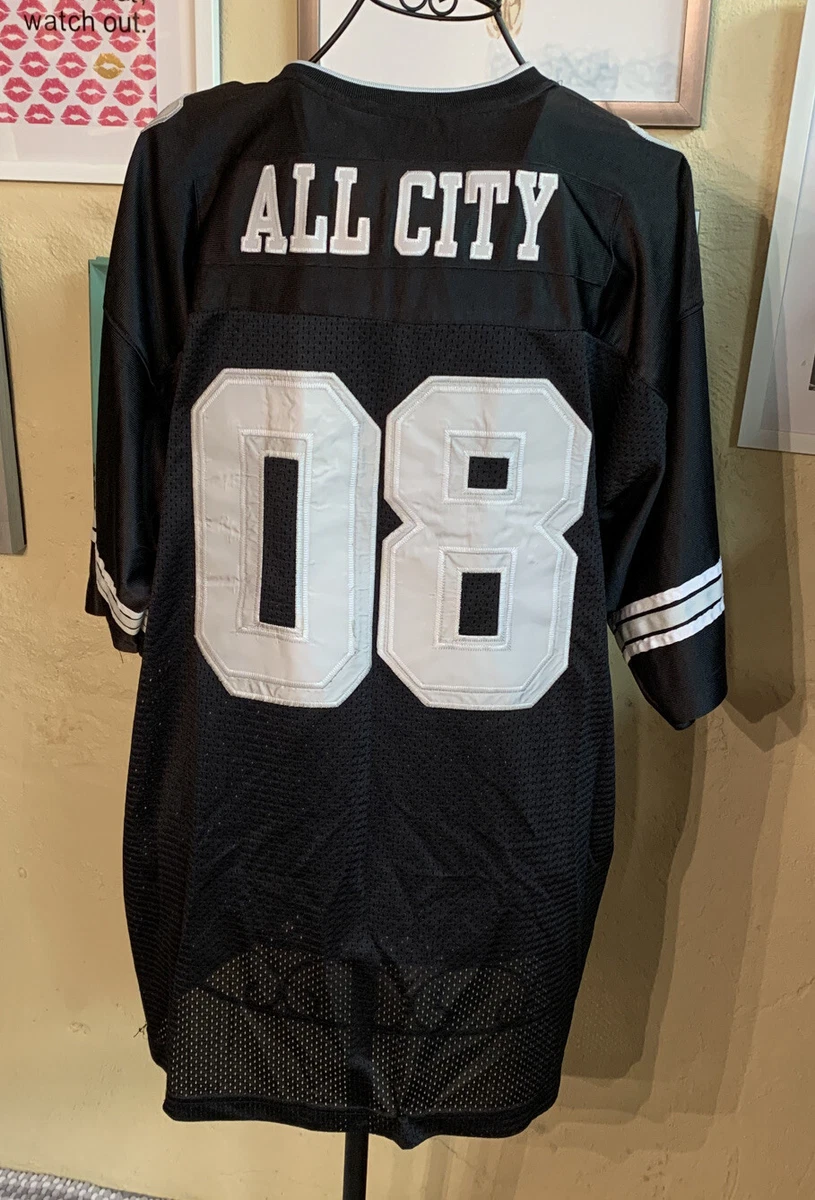 watch out.
ALL CITY
08